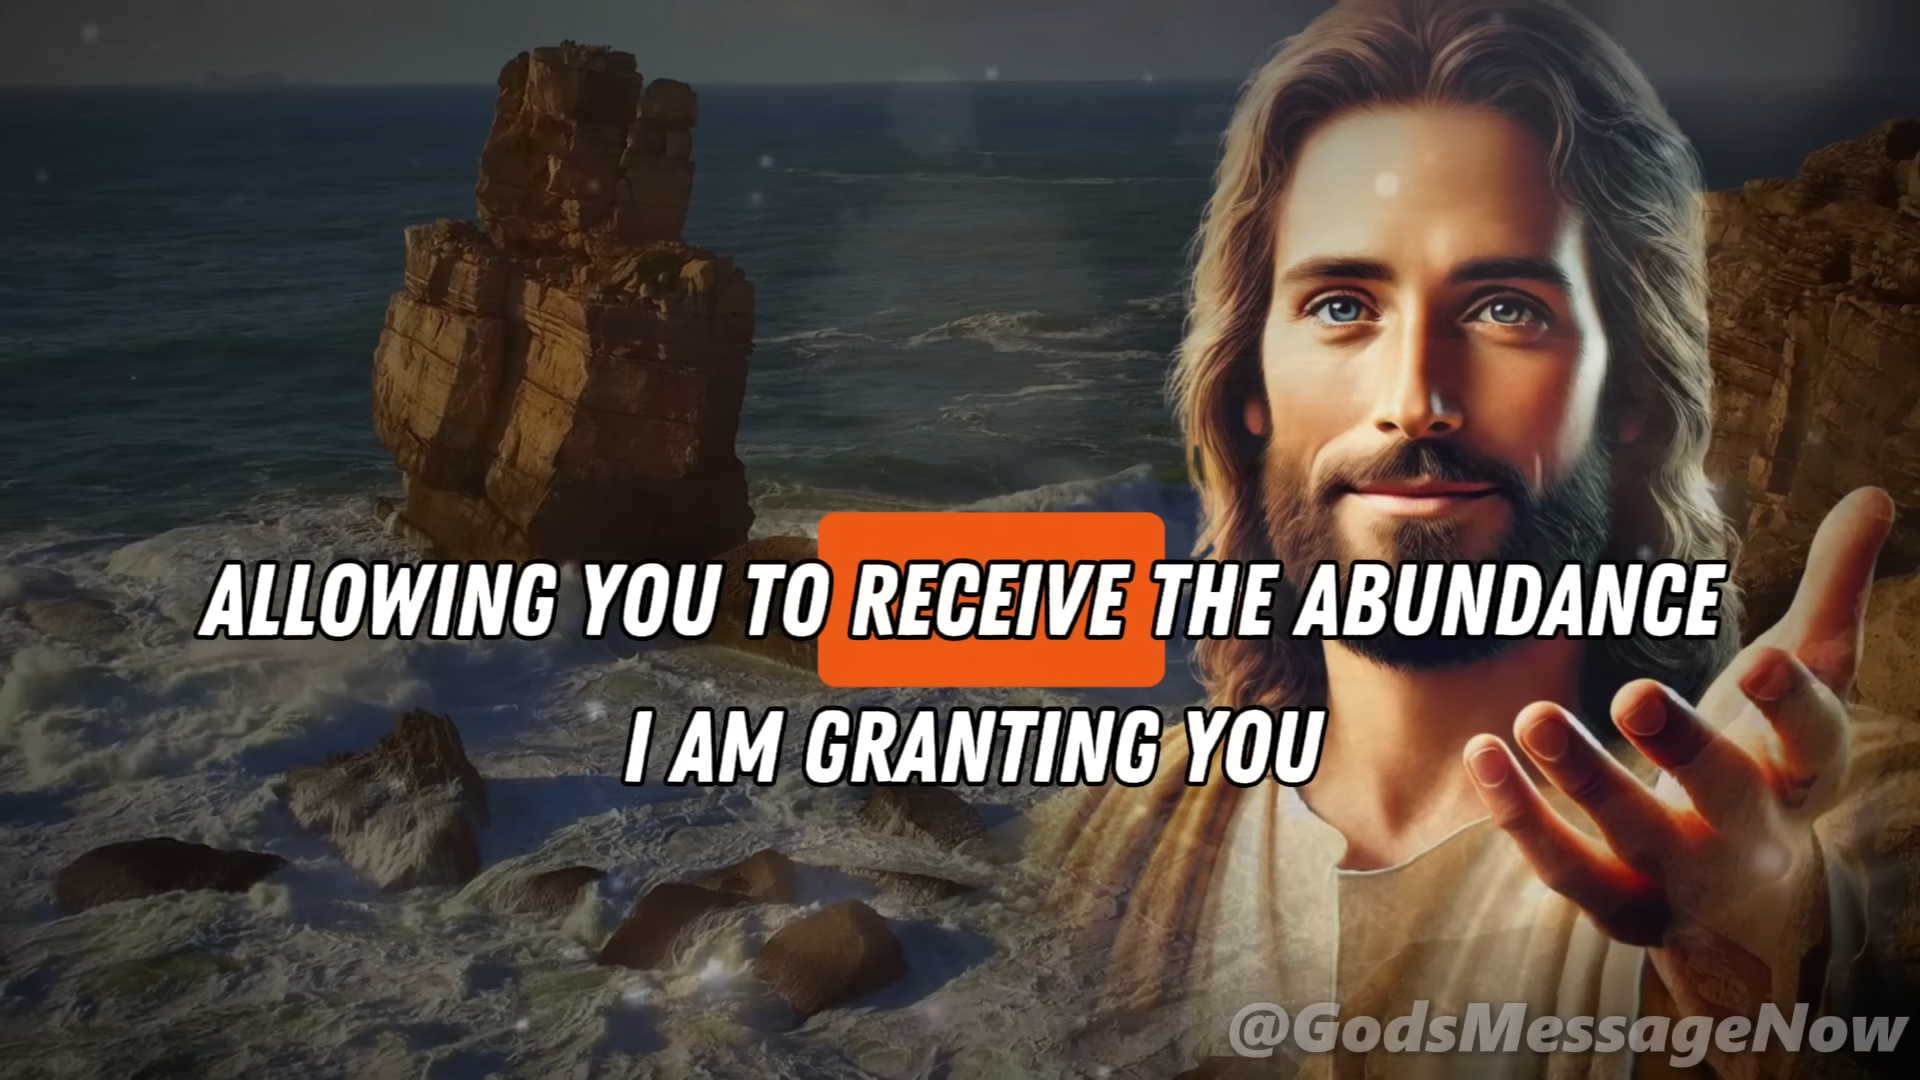 ALLOWING YOU TO RECEIVE THE ABUNDANCE
I AM GRANTING YOU
@GodsMessageNow